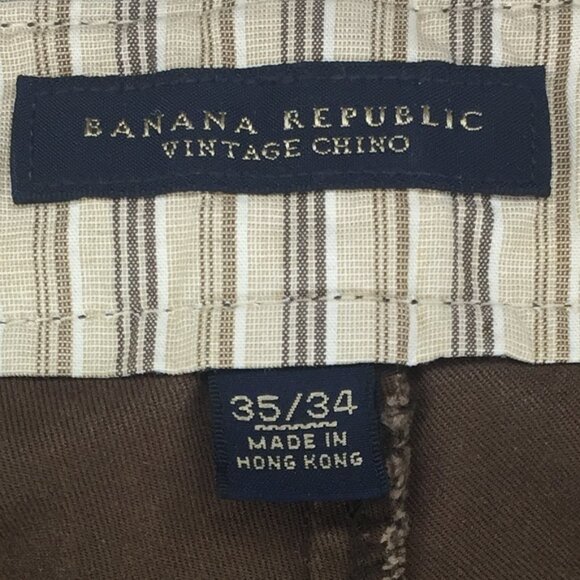 BANANA REPUBLIC
VINTAGE CHINO
35/34
MADE IN
HONG KONG